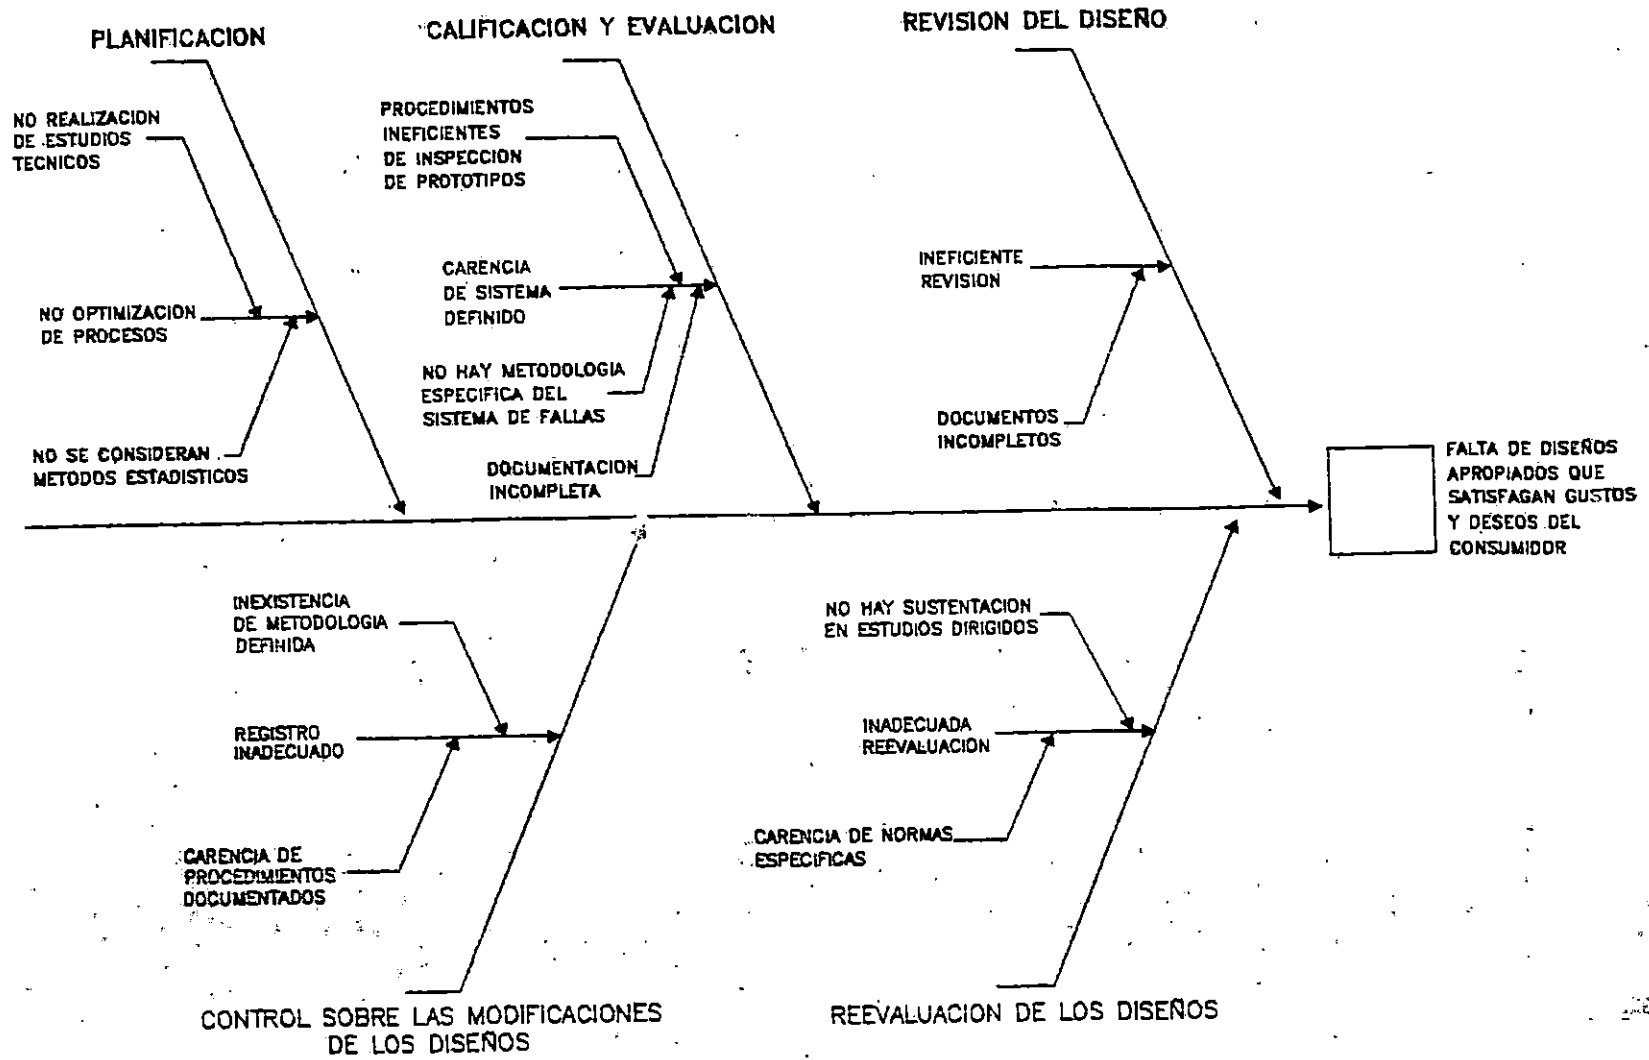 PLANIFICACION
CALIFICACION Y EVALUACION
REVISION DEL DISEÑO
NO REALIZACION
DE ESTUDIOS
TECNICOS
PROCEDIMIENTOS
INEFICIENTES
DE INSPECCION
DE PROTOTIPOS
INEFICIENTE
REVISION
CARENCIA
DE SISTEMA
DEFINIDO
NO OPTIMIZACION
DE PROCESOS
NO HAY METODOLOGIA
ESPECIFICA DEL
SISTEMA DE FALLAS
DOCUMENTOS
INCOMPLETOS
NO SE CONSIDERAN
METODOS ESTADISTICOS
DOCUMENTACION
INCOMPLETA
FALTA DE DISEÑOS
APROPIADOS QUE
SATISFAGAN GUSTOS
Y DESEOS DEL
CONSUMIDOR
INEXISTENCIA
DE METODOLOGIA
DEFINIDA
NO HAY SUSTENTACION
EN ESTUDIOS DIRIGIDOS
REGISTRO
INADECUADO
INADECUADA
REEVALUACION
CARENCIA DE
PROCEDIMIENTOS
DOCUMENTADOS
CARENCIA DE NORMAS
ESPECIFICAS
CONTROL SOBRE LAS MODIFICACIONES
DE LOS DISEÑOS
REEVALUACION DE LOS DISEÑOS